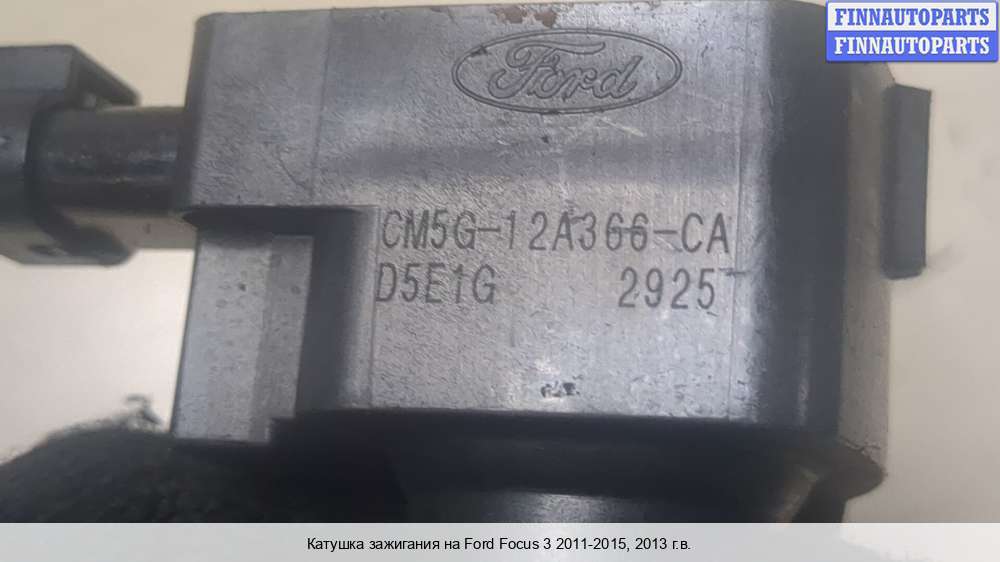 FINNAUTOPARTS
FINNAUTOPARTS
Ford
CM5G-12A366-CA
D5E1G 2925
Катушка зажигания на Ford Focus 3 2011-2015, 2013 г.в.